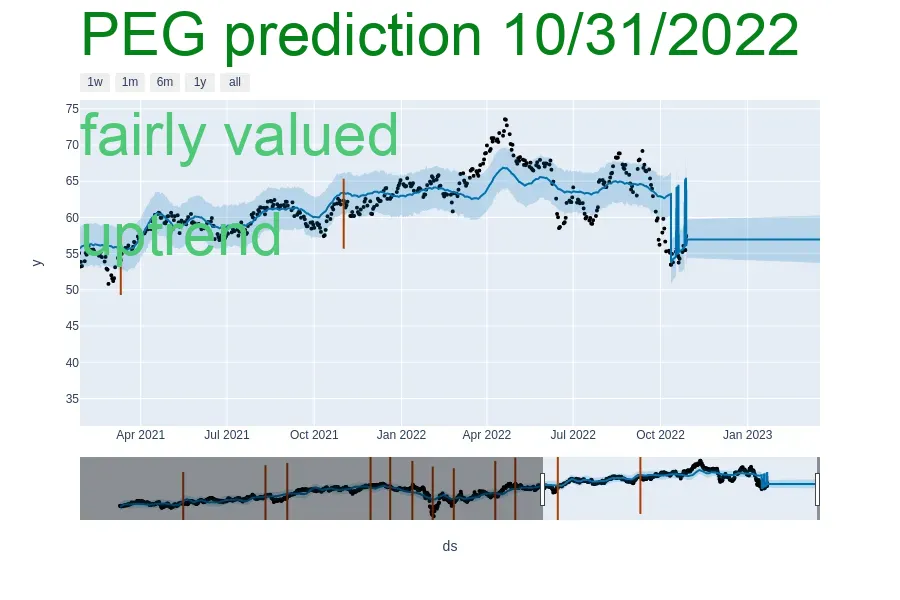 PEG prediction 10/31/2022
1w 1m 6m 1y all
75
fairly valued
70
65
60
uptrend
55
y
50
45
40
35
Apr 2021 Jul 2021 Oct 2021 Jan 2022 Apr 2022 Jul 2022 Oct 2022 Jan 2023
ds